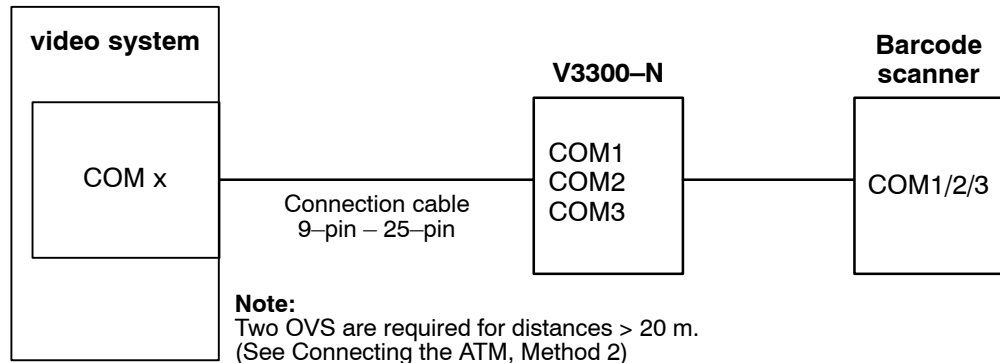 video system
COM x
Connection cable
9–pin – 25–pin
V3300–N
COM1
COM2
COM3
Barcode
scanner
COM1/2/3
Note:
Two OVS are required for distances > 20 m.
(See Connecting the ATM, Method 2)